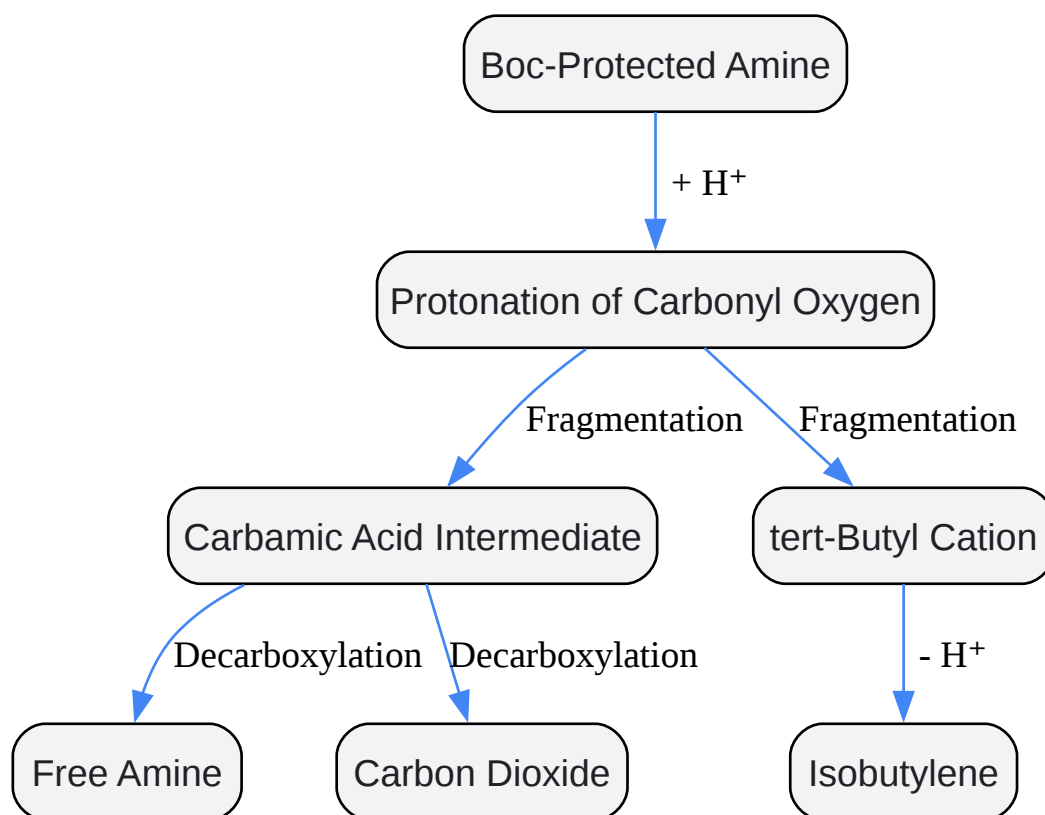 Boc-Protected Amine
+ H⁺
Protonation of Carbonyl Oxygen
Fragmentation
Fragmentation
Carbamic Acid Intermediate
tert-Butyl Cation
Decarboxylation
Decarboxylation
- H⁺
Free Amine
Carbon Dioxide
Isobutylene